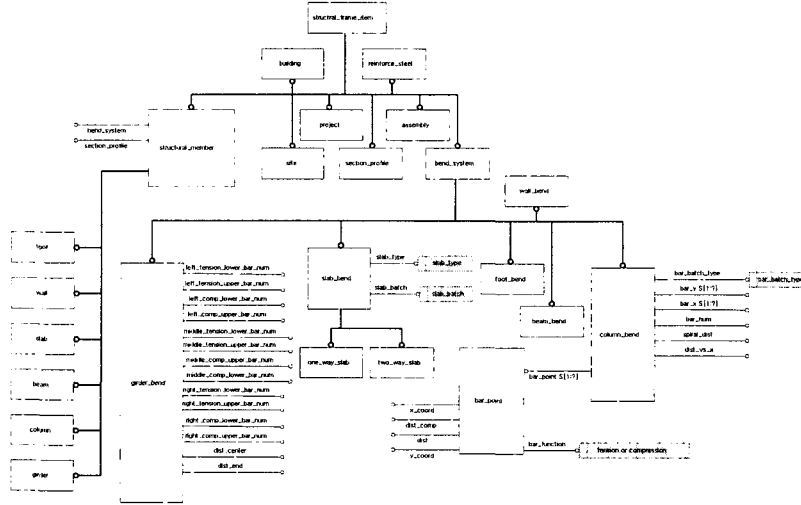 structral_frame_item
building
reinforce_steel
bend_system
section_profile
structural_member
project
assembly
site
section_profile
bend_system
wall_bend
foot
wall
slab
beam
column
girder
girder_bend
left_tension_lower_bar_num
left_tension_upper_bar_num
left_comp_lower_bar_num
left_comp_upper_bar_num
middle_tension_lower_bar_num
middle_tension_upper_bar_num
middle_comp_upper_bar_num
middle_comp_lower_bar_num
right_tension_lower_bar_num
right_tension_upper_bar_num
right_comp_lower_bar_num
right_comp_upper_bar_num
dist_center
dist_end
slab_bend
slab_type
slab_type
slab_batch
slab_batch
one_way_slab
two_way_slab
foot_bend
beam_bend
column_bend
bar_batch_type
bar_batch_type
bar_y S[1:?]
bar_x S[1:?]
bar_num
spiral_dist
dist_vs_x
bar_point S[1:?]
bar_point
x_coord
dist_comp
dist
y_coord
bar_function
tension or compression